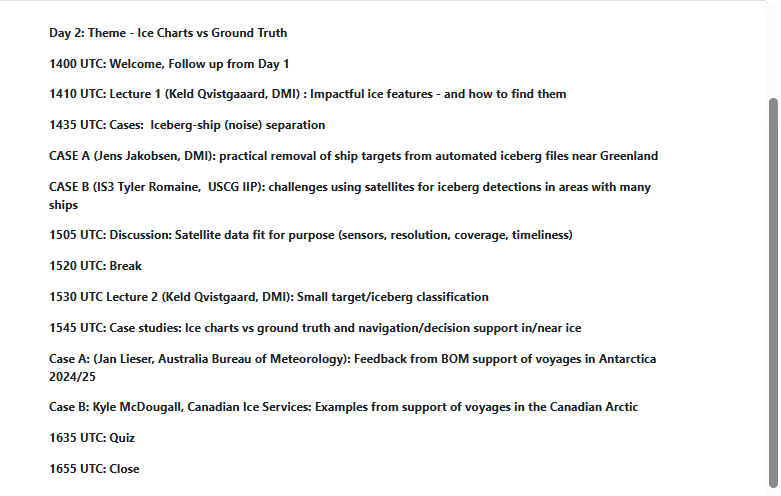 Day 2: Theme - Ice Charts vs Ground Truth
1400 UTC: Welcome, Follow up from Day 1
1410 UTC: Lecture 1 (Keld Qvistgaaard, DMI) : Impactful ice features - and how to find them
1435 UTC: Cases:  Iceberg-ship (noise) separation
CASE A (Jens Jakobsen, DMI): practical removal of ship targets from automated iceberg files near Greenland
CASE B (IS3 Tyler Romaine,  USCG IIP): challenges using satellites for iceberg detections in areas with many
ships
1505 UTC: Discussion: Satellite data fit for purpose (sensors, resolution, coverage, timeliness)
1520 UTC: Break
1530 UTC Lecture 2 (Keld Qvistgaard, DMI): Small target/iceberg classification
1545 UTC: Case studies: Ice charts vs ground truth and navigation/decision support in/near ice
Case A: (Jan Lieser, Australia Bureau of Meteorology): Feedback from BOM support of voyages in Antarctica
2024/25
Case B: Kyle McDougall, Canadian Ice Services: Examples from support of voyages in the Canadian Arctic
1635 UTC: Quiz
1655 UTC: Close